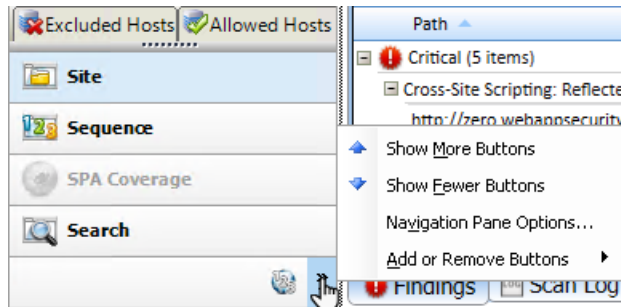 Excluded Hosts Allowed Hosts
Path
Critical (5 items)
Site
Cross-Site Scripting: Reflecte
http://zero.webappsecurity
Sequence
SPA Coverage
Search
Show More Buttons
Show Fewer Buttons
Navigation Pane Options...
Add or Remove Buttons
Findings
Scan Log